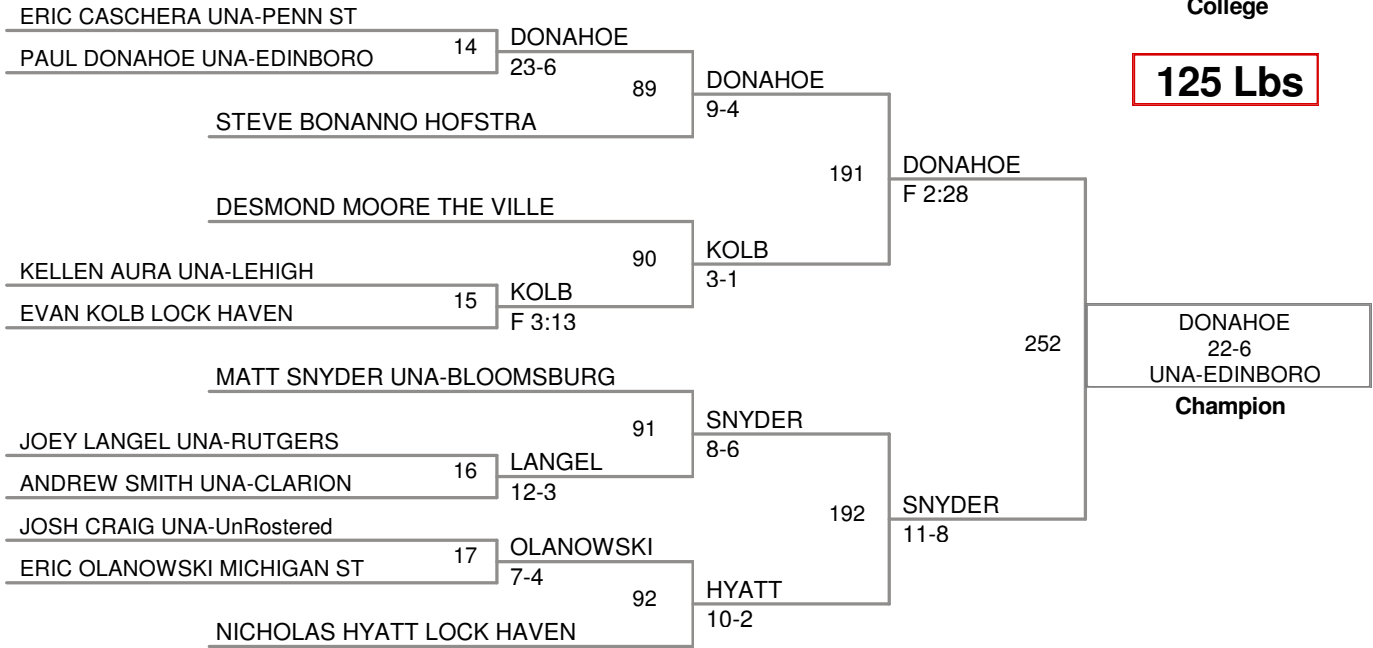 College
125 Lbs
ERIC CASCHERA UNA-PENN ST
14
DONAHOE
PAUL DONAHOE UNA-EDINBORO
23-6
89
DONAHOE
9-4
STEVE BONANNO HOFSTRA
191
DONAHOE
F 2:28
DESMOND MOORE THE VILLE
90
KOLB
3-1
KELLEN AURA UNA-LEHIGH
15
KOLB
EVAN KOLB LOCK HAVEN
F 3:13
252
DONAHOE
22-6
UNA-EDINBORO
Champion
MATT SNYDER UNA-BLOOMSBURG
91
SNYDER
8-6
JOEY LANGEL UNA-RUTGERS
16
LANGEL
ANDREW SMITH UNA-CLARION
12-3
192
SNYDER
11-8
JOSH CRAIG UNA-UnRostered
17
OLANOWSKI
ERIC OLANOWSKI MICHIGAN ST
7-4
92
HYATT
10-2
NICHOLAS HYATT LOCK HAVEN